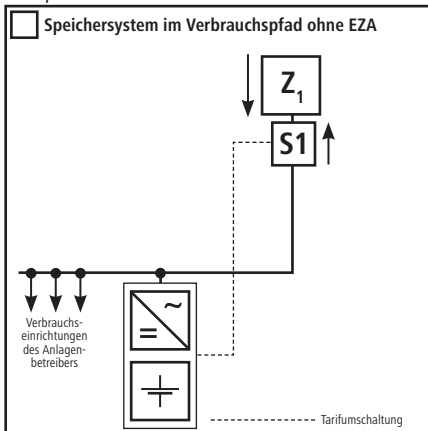 Speichersystem im Verbrauchspfad ohne EZA
Z₁
S1
Verbrauchs-
einrichtungen
des Anlagen-
betreibers
~
=
Tarifumschaltung